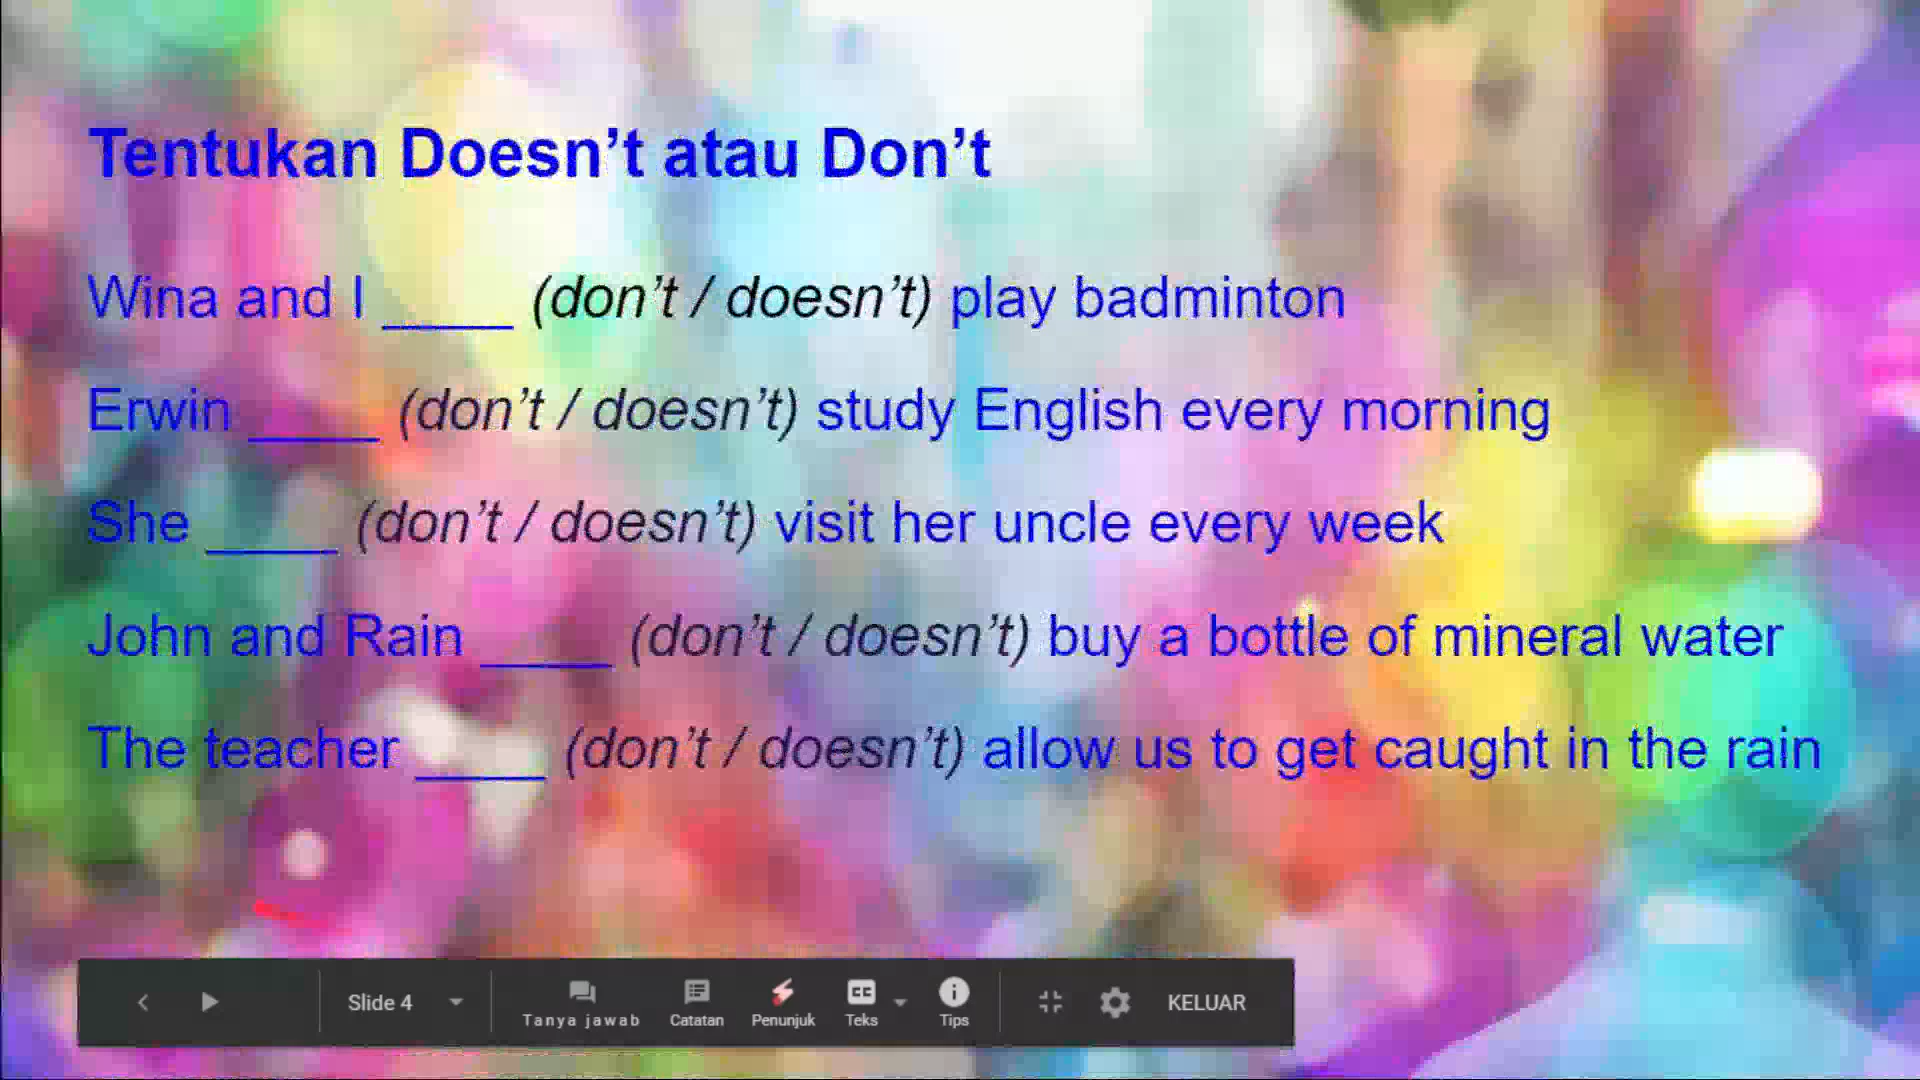 Tentukan Doesn’t atau Don’t
Wina and I ____ (don’t / doesn’t) play badminton
Erwin ____ (don’t / doesn’t) study English every morning
She ____ (don’t / doesn’t) visit her uncle every week
John and Rain ____ (don’t / doesn’t) buy a bottle of mineral water
The teacher ____ (don’t / doesn’t) allow us to get caught in the rain
Slide 4 Tanya jawab Catatan Penunjuk CC Teks Tips KELUAR